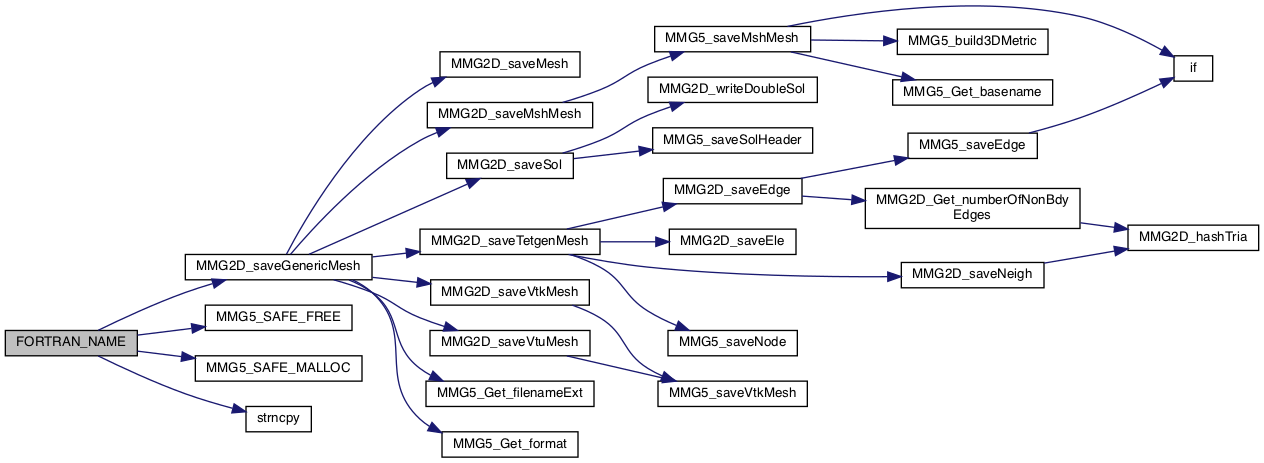 MMG5_saveMshMesh
MMG5_build3DMetric
MMG2D_saveMesh
if
MMG2D_writeDoubleSol
MMG5_Get_basename
MMG2D_saveMshMesh
MMG5_saveSolHeader
MMG5_saveEdge
MMG2D_saveSol
MMG2D_saveEdge
MMG2D_Get_numberOfNonBdy
Edges
MMG2D_saveTetgenMesh
MMG2D_saveEle
MMG2D_hashTria
MMG2D_saveGenericMesh
MMG2D_saveNeigh
MMG2D_saveVtkMesh
MMG5_SAFE_FREE
FORTRAN_NAME
MMG2D_saveVtuMesh
MMG5_saveNode
MMG5_SAFE_MALLOC
MMG5_Get_filenameExt
MMG5_saveVtkMesh
strncpy
MMG5_Get_format